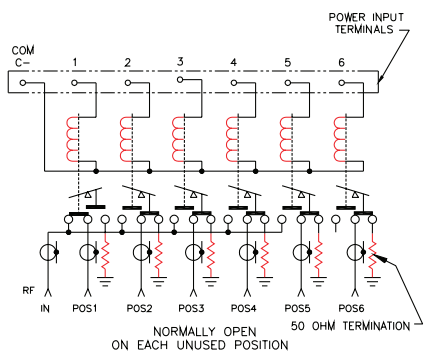 POWER INPUT
TERMINALS
COM
C- 1 2 3 4 5 6
RF
IN POS1 POS2 POS3 POS4 POS5 POS6
50 OHM TERMINATION
NORMALLY OPEN
ON EACH UNUSED POSITION